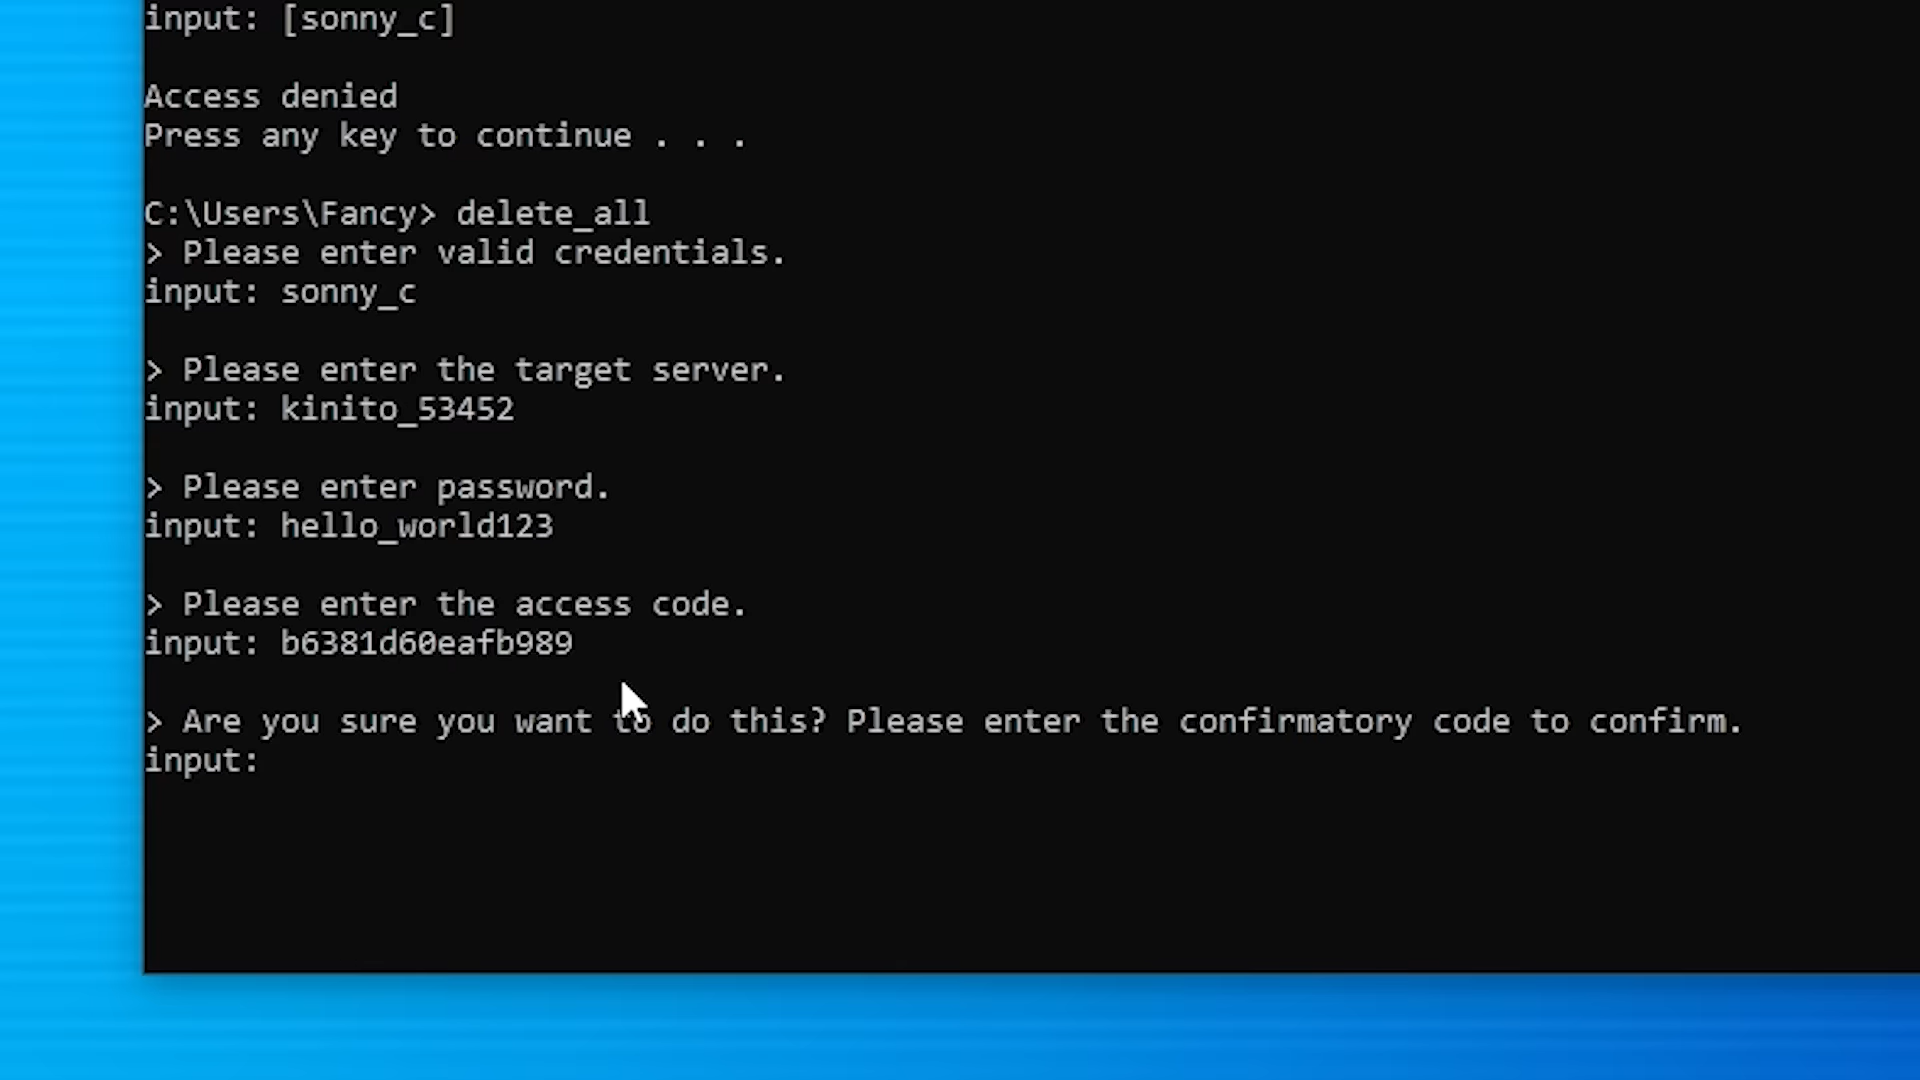 input: [sonny_c]
Access denied
Press any key to continue . . .
C:\Users\Fancy> delete_all
> Please enter valid credentials.
input: sonny_c
> Please enter the target server.
input: kinito_53452
> Please enter password.
input: hello_world123
> Please enter the access code.
input: b6381d60eafb989
> Are you sure you want to do this? Please enter the confirmatory code to confirm.
input: